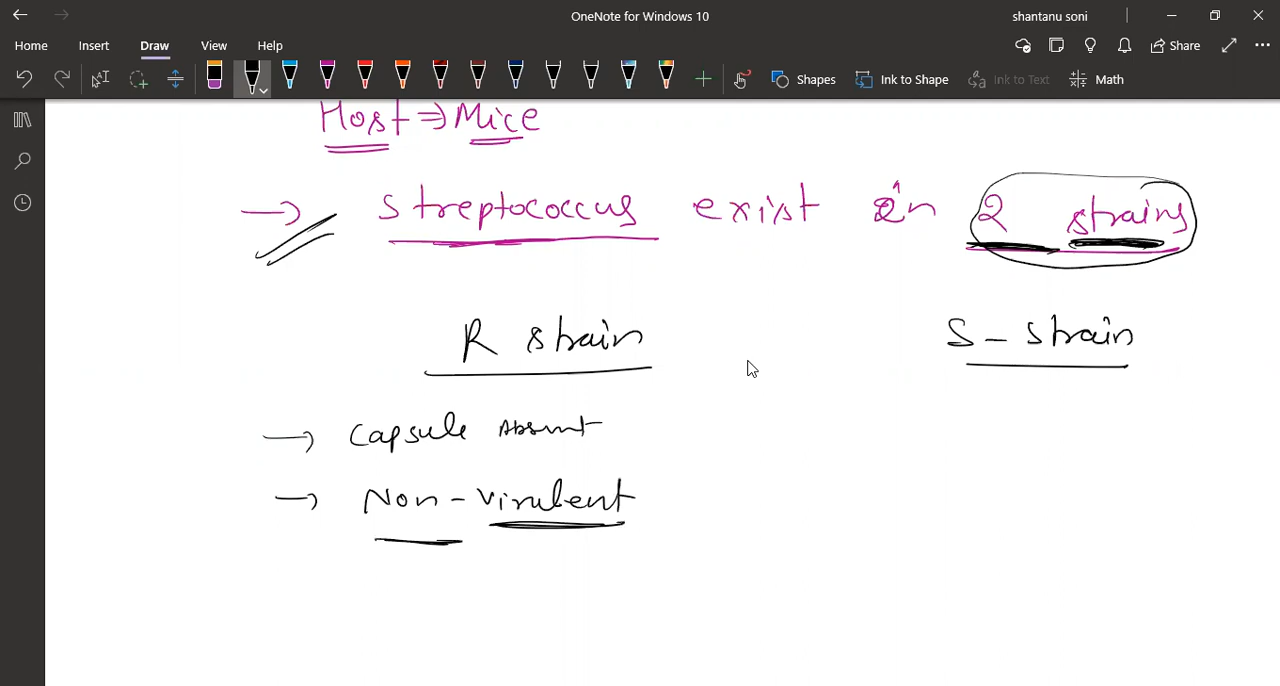 OneNote for Windows 10
shantanu soni
Home Insert Draw View Help
Share
Shapes Ink to Shape Ink to Text Math
Host ⇒ Mice
→ Streptococcus exist in 2 strains
R strain S - strain
→ Capsule Absent
→ Non - Virulent